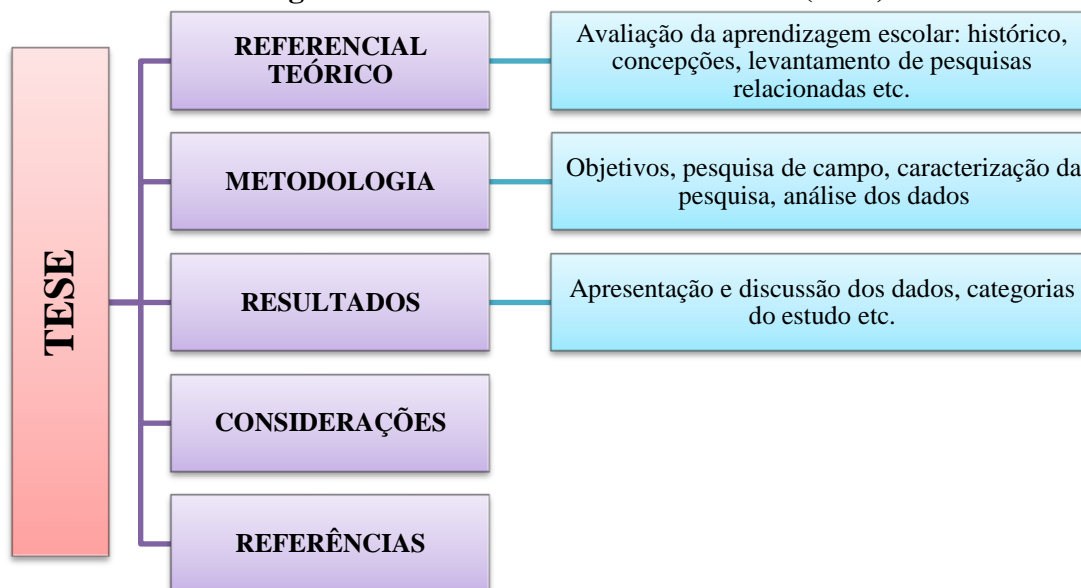 REFERENCIAL
TEÓRICO
Avaliação da aprendizagem escolar: histórico,
concepções, levantamento de pesquisas
relacionadas etc.
METODOLOGIA
Objetivos, pesquisa de campo, caracterização da
pesquisa, análise dos dados
TESE
RESULTADOS
Apresentação e discussão dos dados, categorias
do estudo etc.
CONSIDERAÇÕES
REFERÊNCIAS